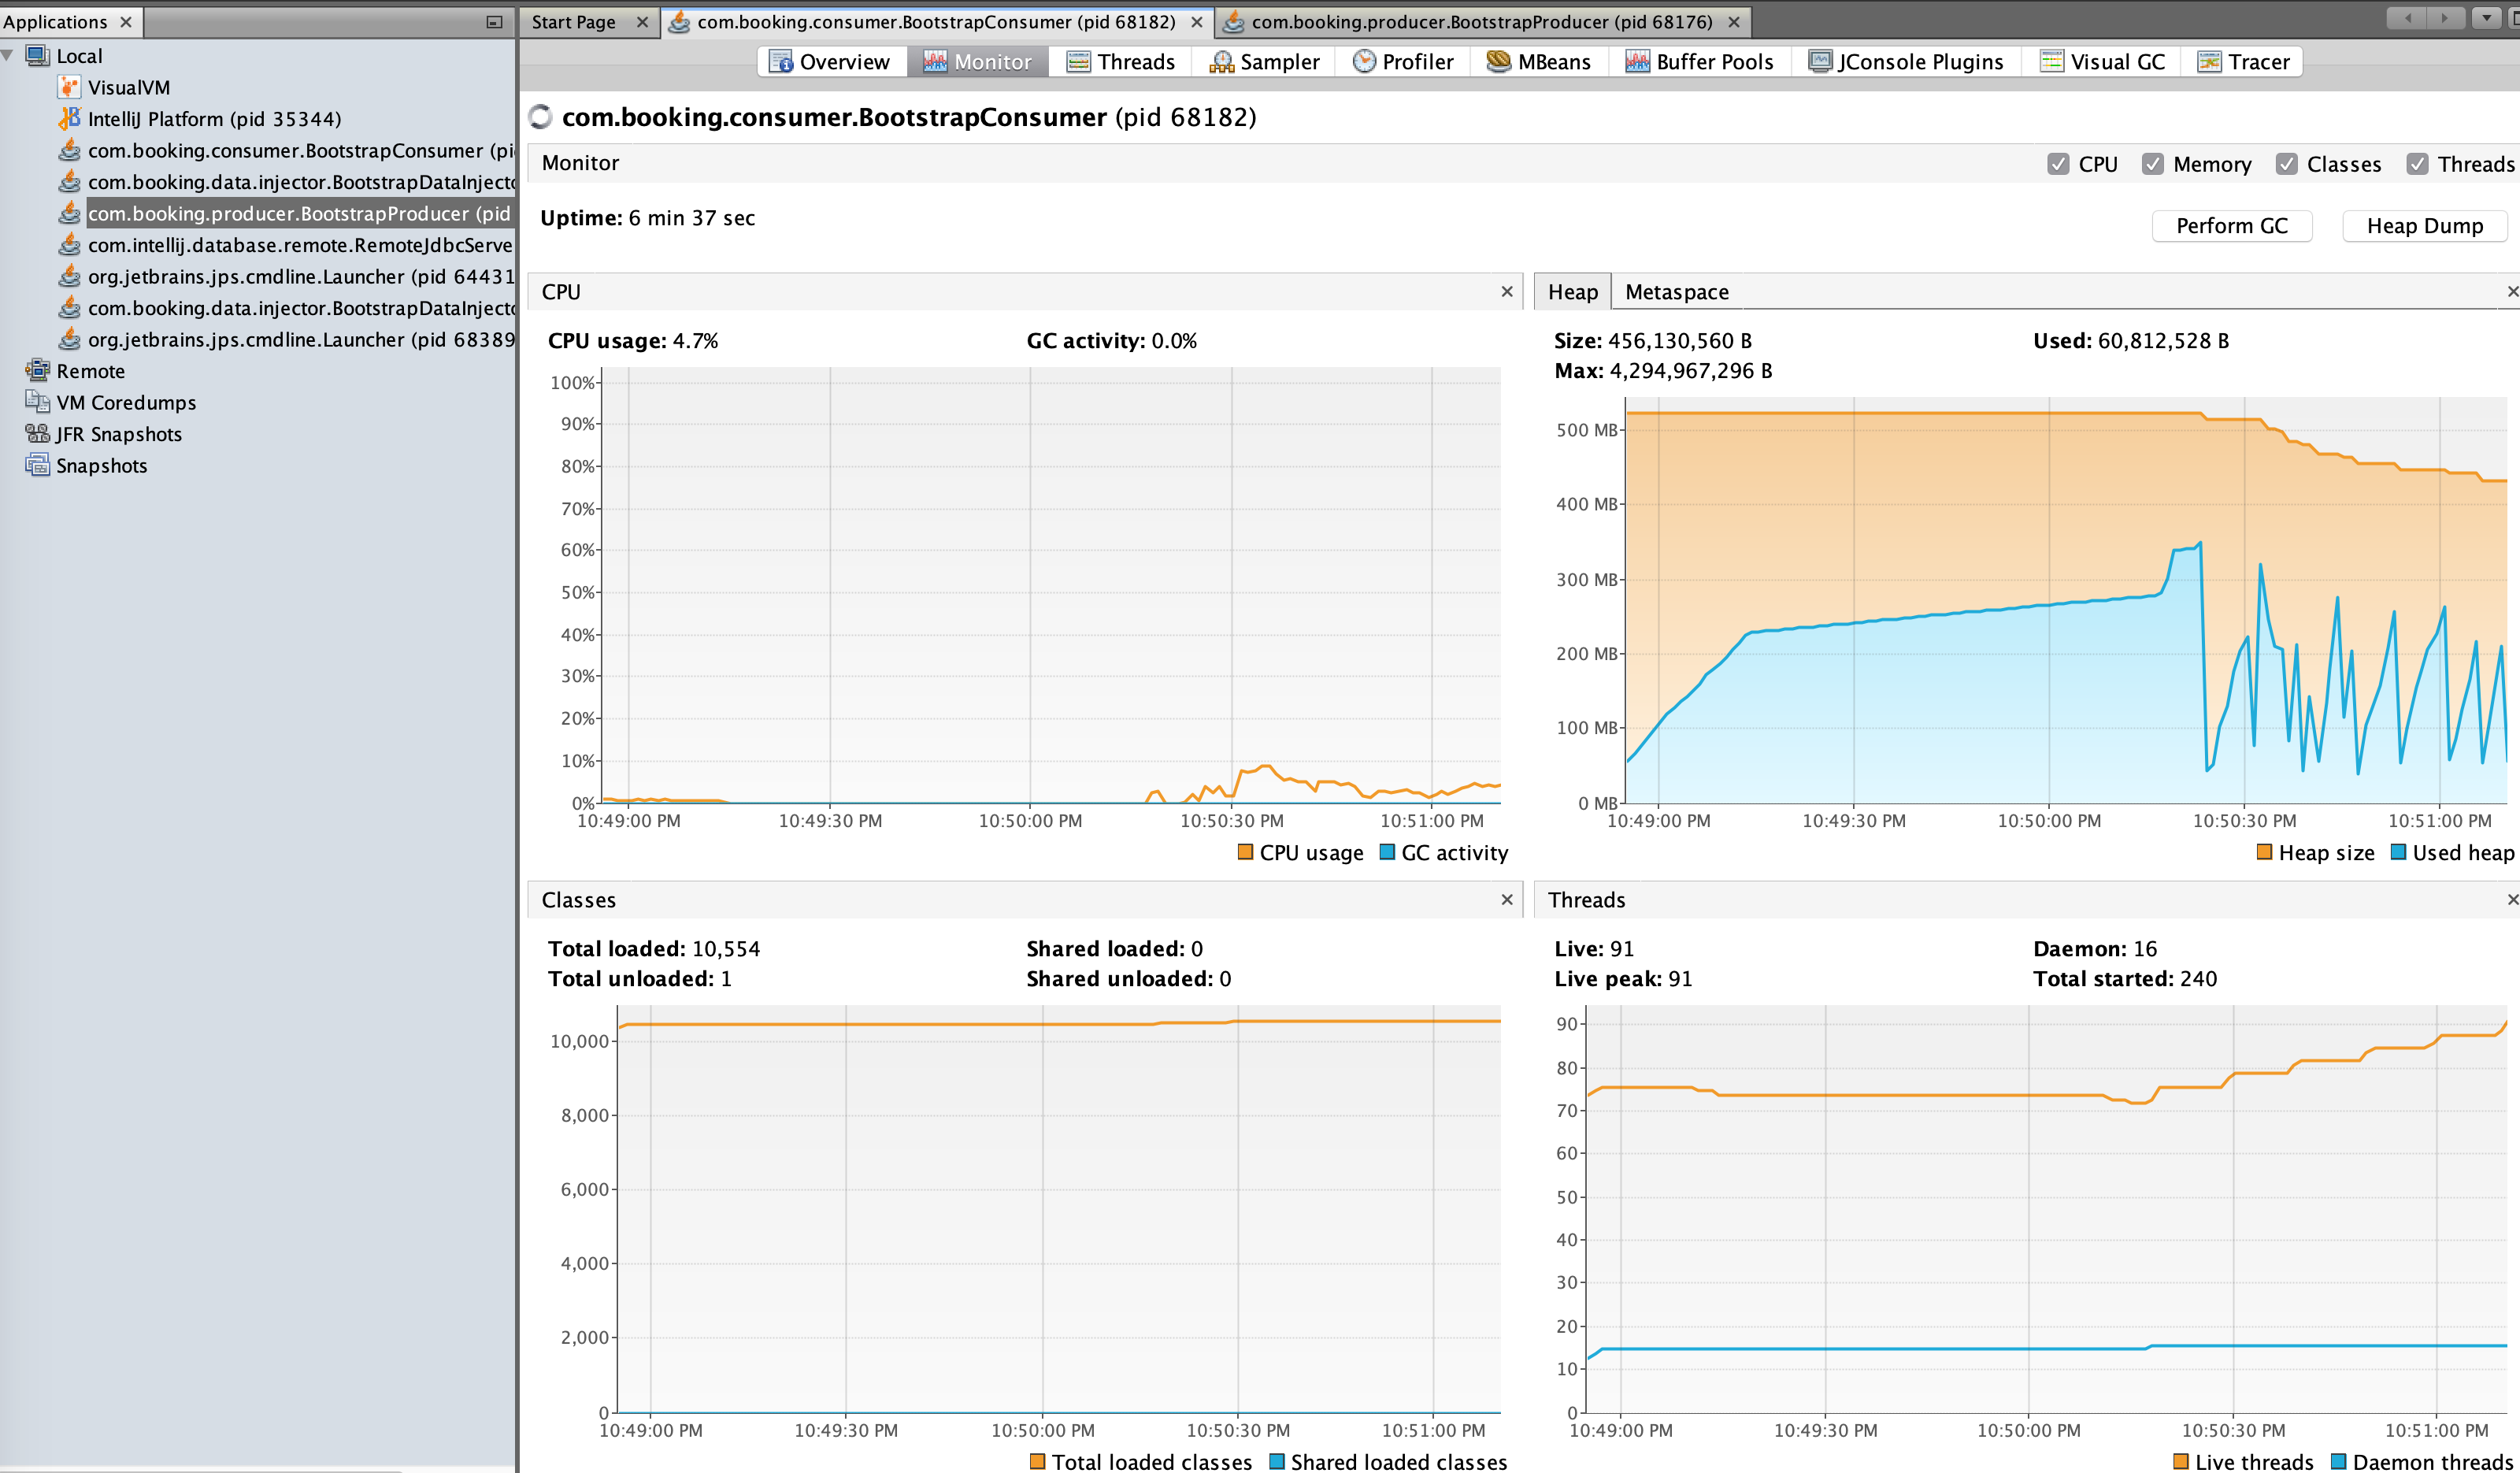 Applications
Start Page
com.booking.consumer.BootstrapConsumer (pid 68182)
com.booking.producer.BootstrapProducer (pid 68176)
Local
VisualVM
IntelliJ Platform (pid 35344)
com.booking.consumer.BootstrapConsumer (pi
com.booking.data.injector.BootstrapDataInject
com.booking.producer.BootstrapProducer (pid
com.intellij.database.remote.RemoteJdbcServe
org.jetbrains.jps.cmdline.Launcher (pid 64431
com.booking.data.injector.BootstrapDataInject
org.jetbrains.jps.cmdline.Launcher (pid 68389
Remote
VM Coredumps
JFR Snapshots
Snapshots
Overview Monitor Threads Sampler Profiler MBeans Buffer Pools JConsole Plugins Visual GC Tracer
com.booking.consumer.BootstrapConsumer (pid 68182)
Monitor
CPU Memory Classes Threads
Uptime: 6 min 37 sec
Perform GC Heap Dump
CPU
CPU usage: 4.7% GC activity: 0.0%
100%
90%
80%
70%
60%
50%
40%
30%
20%
10%
0%
10:49:00 PM 10:49:30 PM 10:50:00 PM 10:50:30 PM 10:51:00 PM
CPU usage GC activity
Heap Metaspace
Size: 456,130,560 B Used: 60,812,528 B
Max: 4,294,967,296 B
500 MB
400 MB
300 MB
200 MB
100 MB
0 MB
10:49:00 PM 10:49:30 PM 10:50:00 PM 10:50:30 PM 10:51:00 PM
Heap size Used heap
Classes
Total loaded: 10,554 Shared loaded: 0
Total unloaded: 1 Shared unloaded: 0
10,000
8,000
6,000
4,000
2,000
0
10:49:00 PM 10:49:30 PM 10:50:00 PM 10:50:30 PM 10:51:00 PM
Total loaded classes Shared loaded classes
Threads
Live: 91 Daemon: 16
Live peak: 91 Total started: 240
90
80
70
60
50
40
30
20
10
0
10:49:00 PM 10:49:30 PM 10:50:00 PM 10:50:30 PM 10:51:00 PM
Live threads Daemon threads